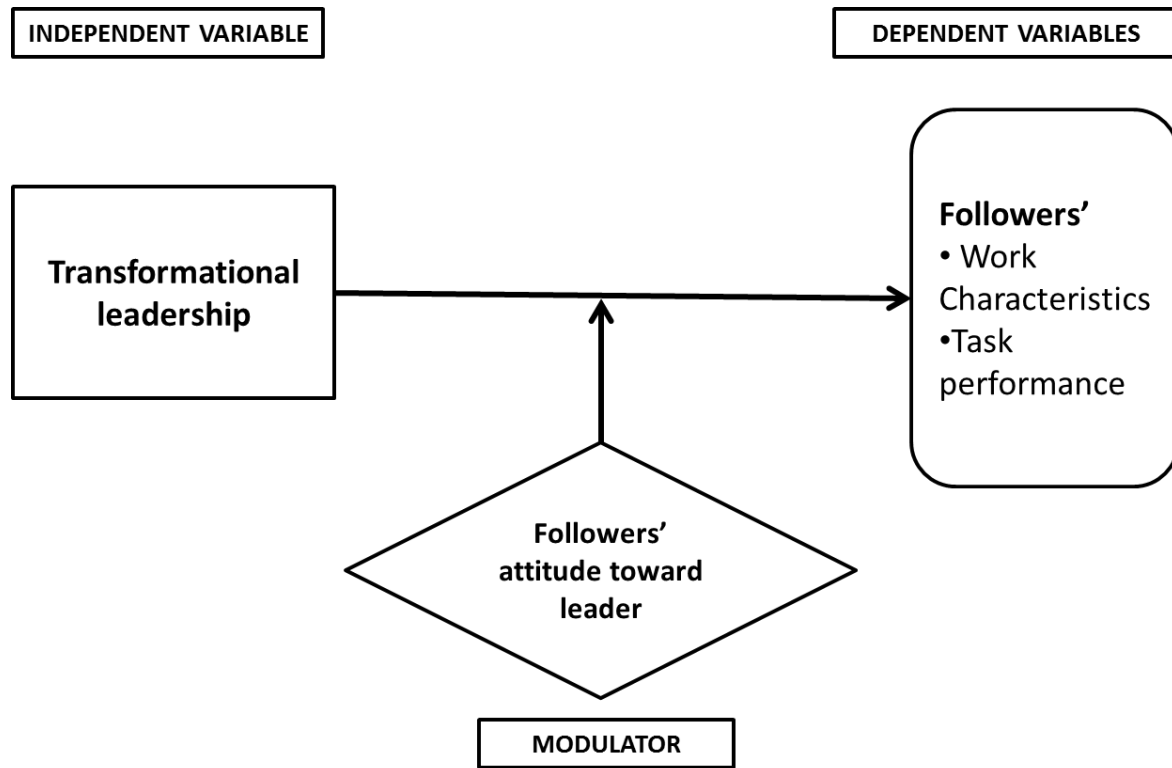 INDEPENDENT VARIABLE
DEPENDENT VARIABLES
Transformational
leadership
Followers’
• Work
Characteristics
•Task
performance
Followers’
attitude toward
leader
MODULATOR